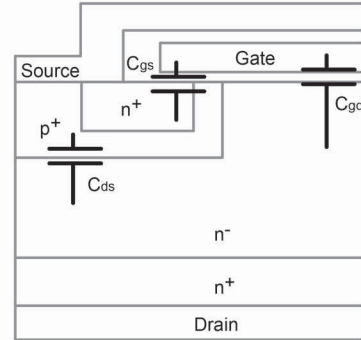 Cgs
Gate
Source
n+
Cgd
p+
Cds
n-
n+
Drain